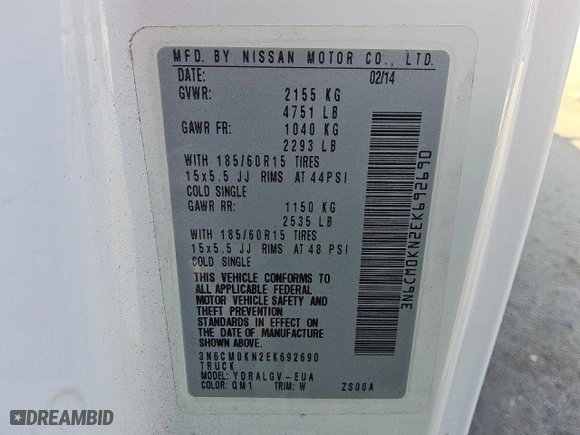 MFD. BY NISSAN MOTOR CO., LTD.
DATE: 02/14
GVWR: 2155 KG
4751 LB
GAWR FR: 1040 KG
2293 LB
WITH 185/60R15 TIRES
15x5.5 JJ RIMS AT 44PSI
COLD SINGLE
GAWR RR: 1150 KG
2535 LB
WITH 185/60R15 TIRES
15x5.5 JJ RIMS AT 48 PSI
COLD SINGLE
THIS VEHICLE CONFORMS TO
ALL APPLICABLE FEDERAL
MOTOR VEHICLE SAFETY AND
THEFT PREVENTION
STANDARDS IN EFFECT ON
THE DATE OF MANUFACTURE
SHOWN ABOVE.
3N6CM0KN2EK692690
TRUCK
MODEL: YDRALGV-EUA
COLOR: QM1 TRIM: W ZS00A
3N6CM0KN2EK692690
DREAMBID